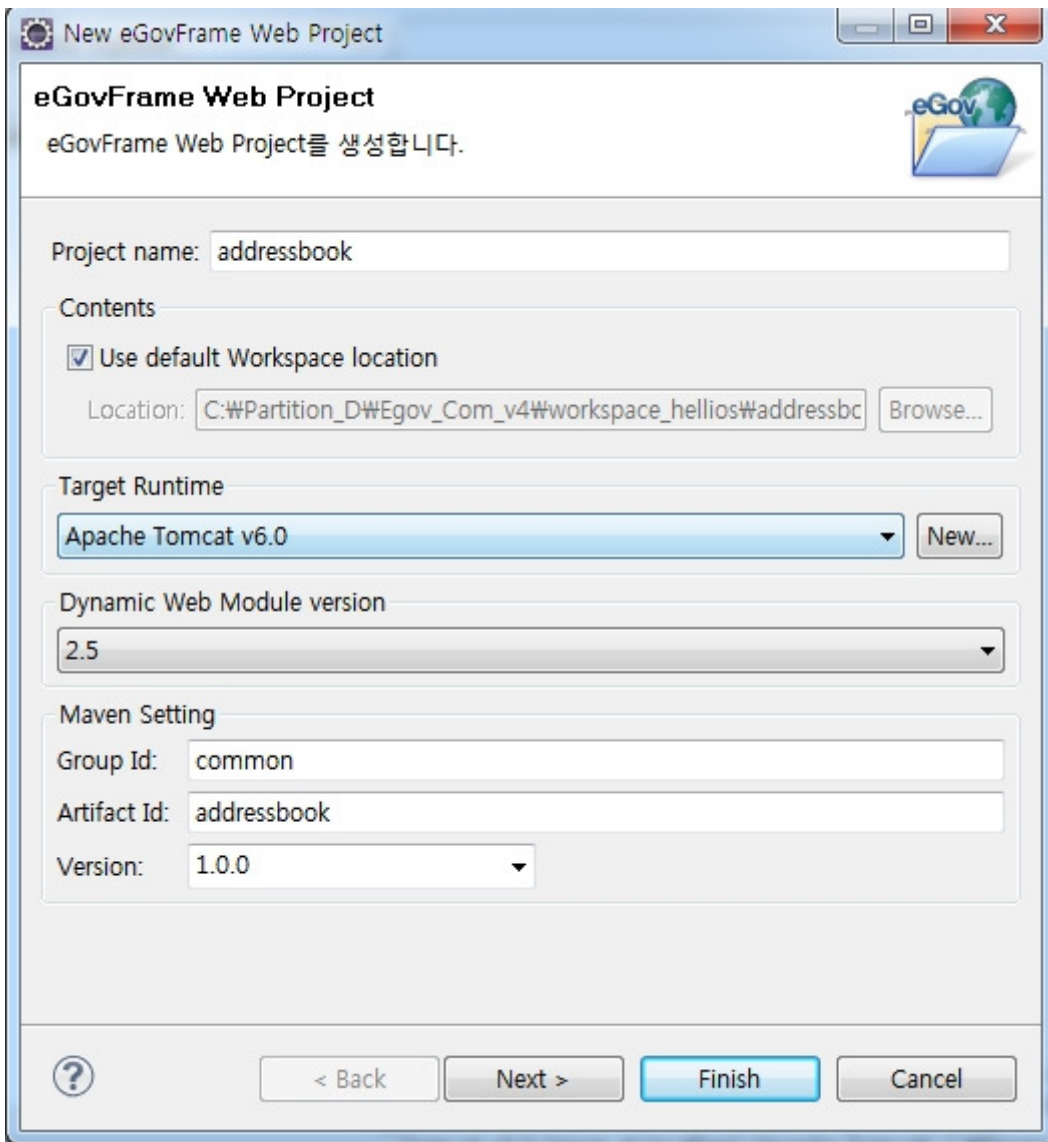 New eGovFrame Web Project
eGovFrame Web Project
eGovFrame Web Project를 생성합니다.
eGov
Project name: addressbook
Contents
Use default Workspace location
Location: C:₩Partition_D₩Egov_Com_v4₩workspace_hellios₩addressbc Browse...
Target Runtime
Apache Tomcat v6.0 New...
Dynamic Web Module version
2.5
Maven Setting
Group Id: common
Artifact Id: addressbook
Version: 1.0.0
? < Back Next > Finish Cancel